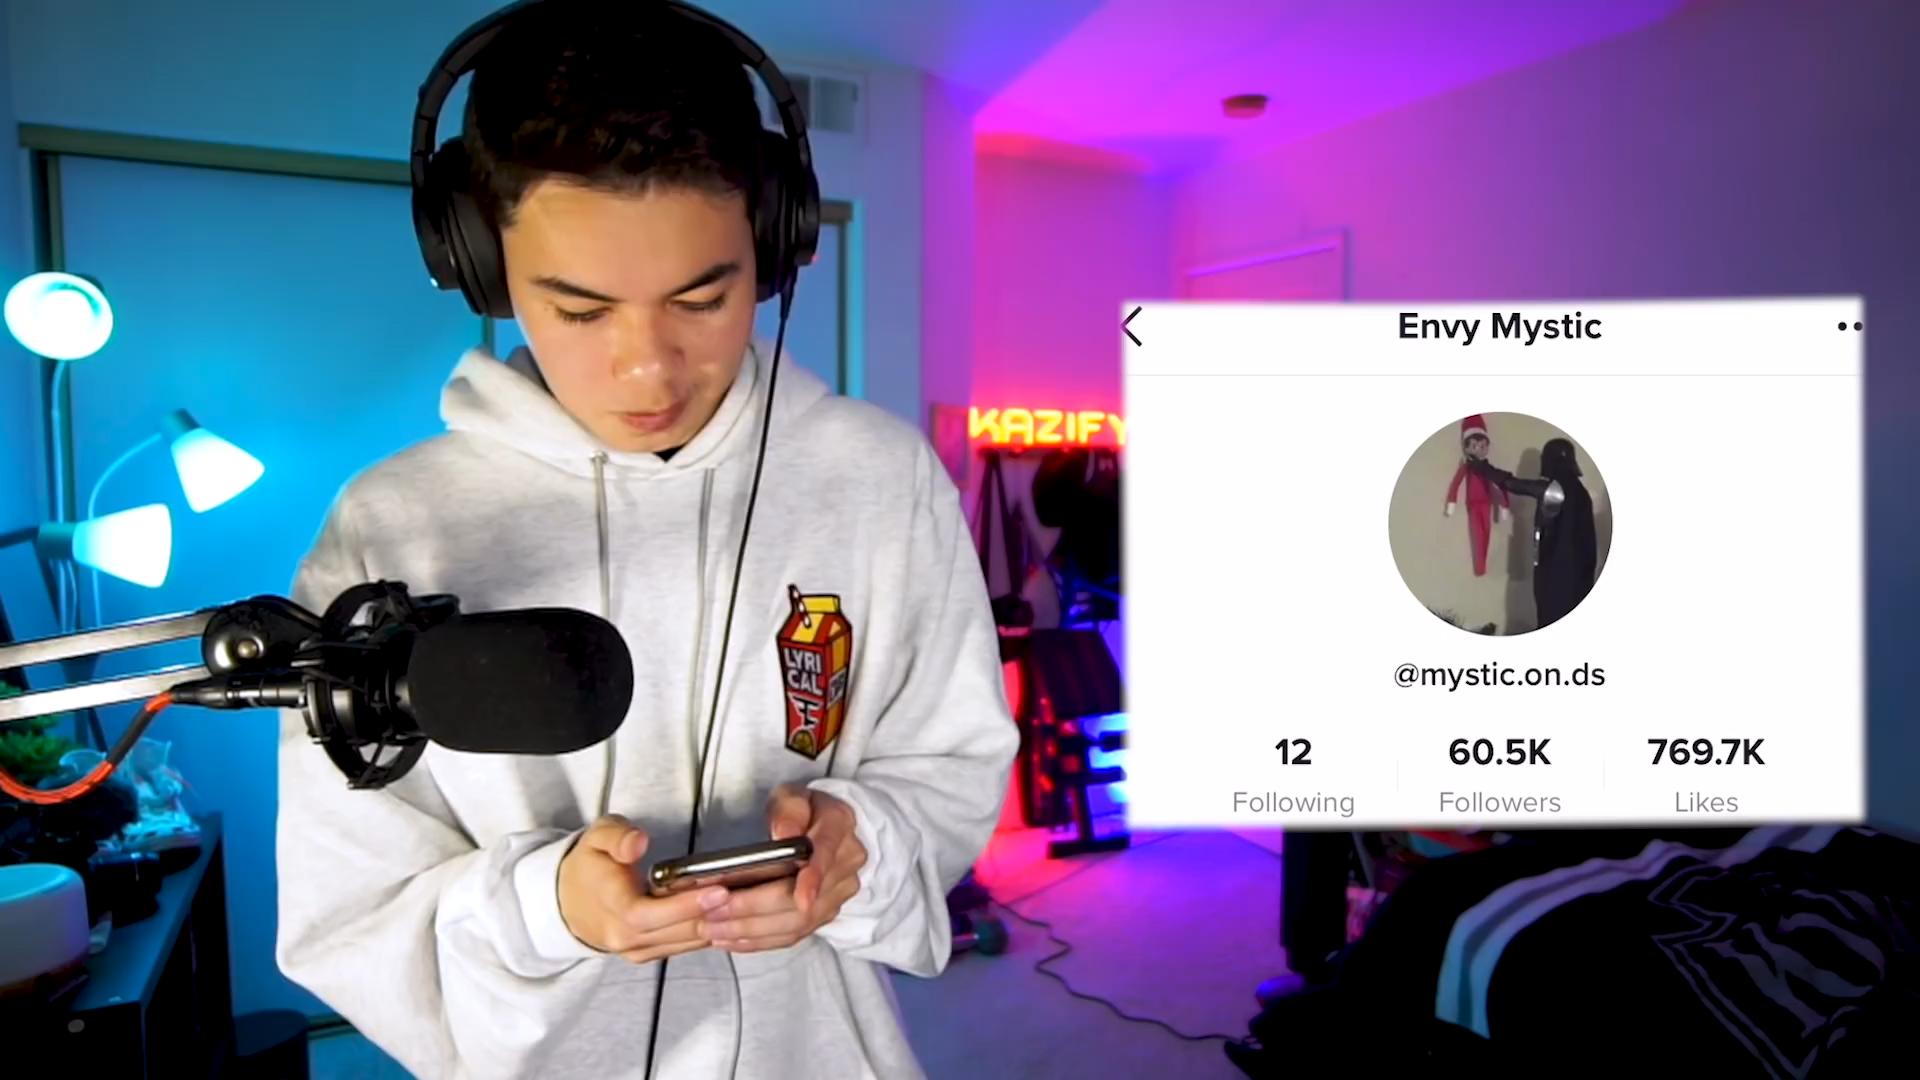 KAZIFY
LYRI
CAL
Envy Mystic
@mystic.on.ds
12
60.5K
769.7K
Following
Followers
Likes